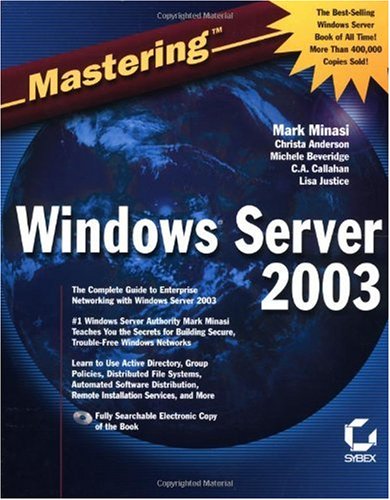 The Best-Selling
Windows Server
Book of All Time!
More Than 400,000
Copies Sold!
Mastering™
Mark Minasi
Christa Anderson
Michele Beveridge
C.A. Callahan
Lisa Justice
Windows® Server
2003
The Complete Guide to Enterprise
Networking with Windows Server 2003
#1 Windows Server Authority Mark Minasi
Teaches You the Secrets for Building Secure,
Trouble-Free Windows Networks
Learn to Use Active Directory, Group
Policies, Distributed File Systems,
Automated Software Distribution,
Remote Installation Services, and More
Fully Searchable Electronic Copy
of the Book
SYBEX